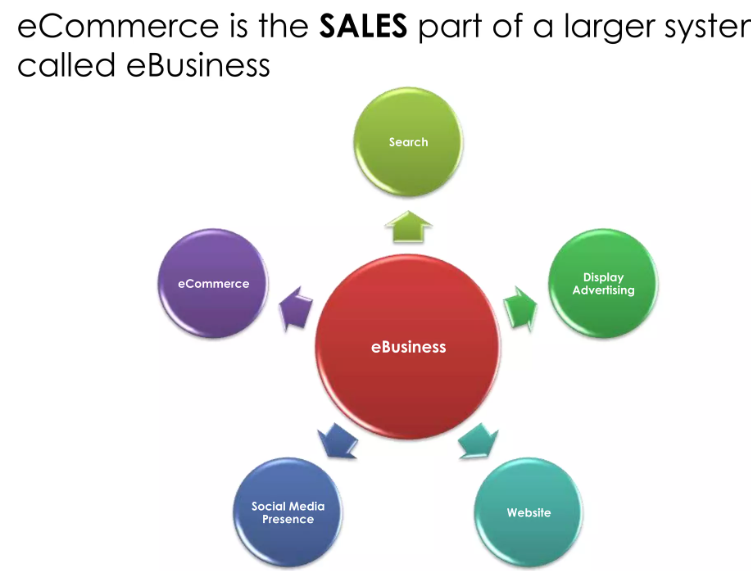 eCommerce is the SALES part of a larger
called eBusiness
Search
eCommerce
Display
Advertising
eBusiness
Social Media
Presence
Website